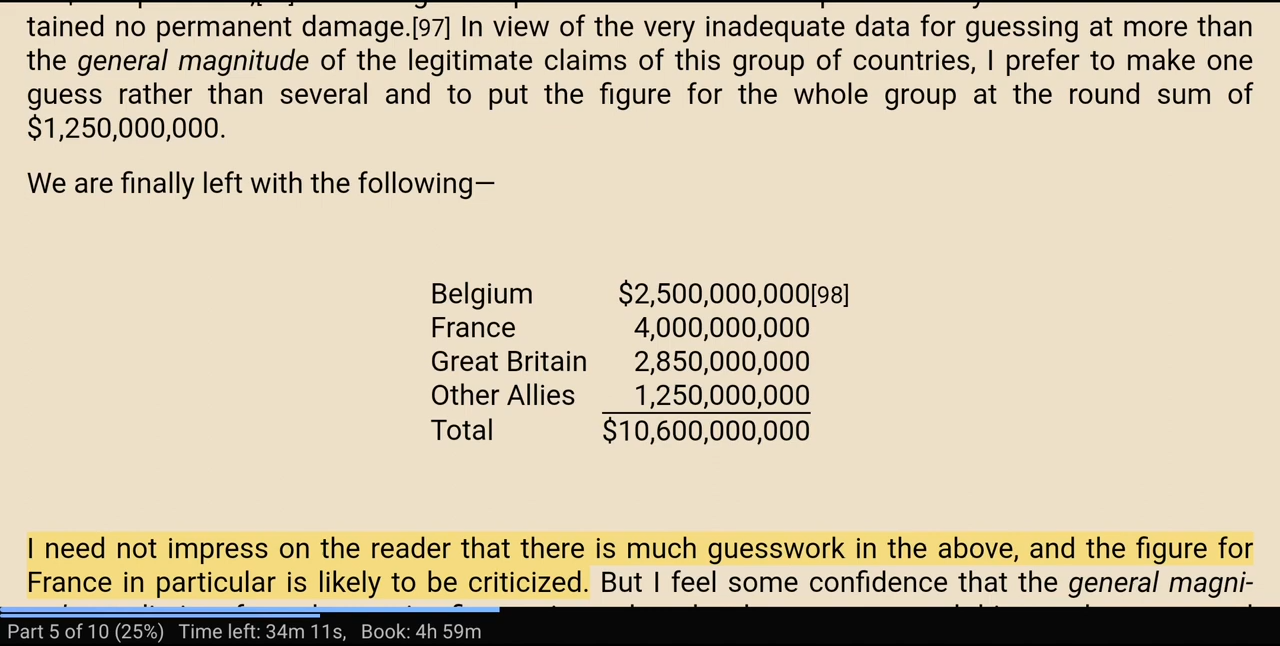 tained no permanent damage.[97] In view of the very inadequate data for guessing at more than
the general magnitude of the legitimate claims of this group of countries, I prefer to make one
guess rather than several and to put the figure for the whole group at the round sum of
$1,250,000,000.
We are finally left with the following—
Belgium $2,500,000,000[98]
France 4,000,000,000
Great Britain 2,850,000,000
Other Allies 1,250,000,000
Total $10,600,000,000
I need not impress on the reader that there is much guesswork in the above, and the figure for
France in particular is likely to be criticized. But I feel some confidence that the general magni-
Part 5 of 10 (25%) Time left: 34m 11s, Book: 4h 59m